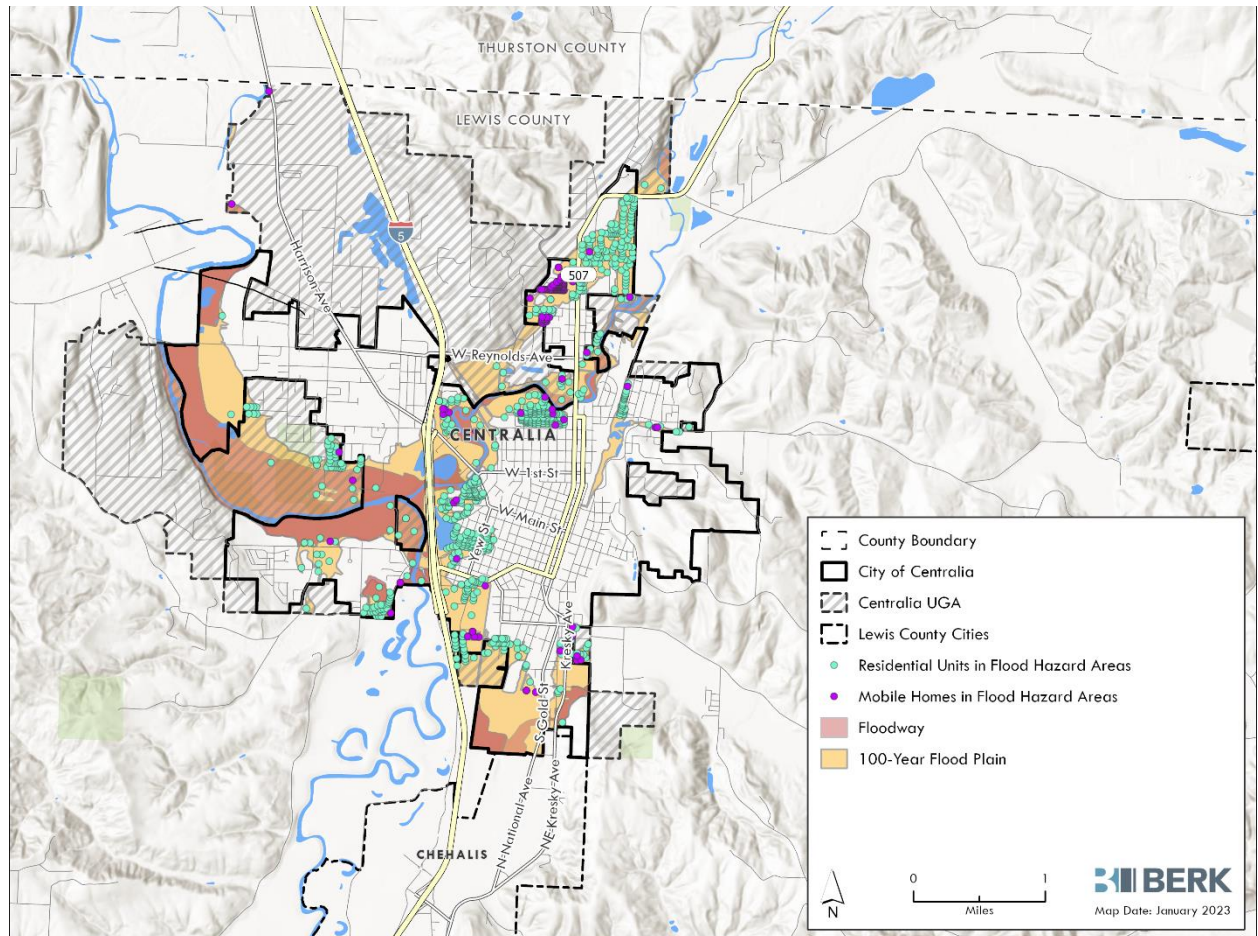 THURSTON COUNTY
LEWIS COUNTY
5
Harrison-Ave
507
W-Reynolds-Ave
CENTRALIA
W-1st-St
W-Main-St
Yew-St
Kresky-Ave
S-Gold-St
N-National-Ave
NE-Kresky-Ave
CHEHALIS
County Boundary
City of Centralia
Centralia UGA
Lewis County Cities
Residential Units in Flood Hazard Areas
Mobile Homes in Flood Hazard Areas
Floodway
100-Year Flood Plain
N
0 1
Miles
BERK
Map Date: January 2023